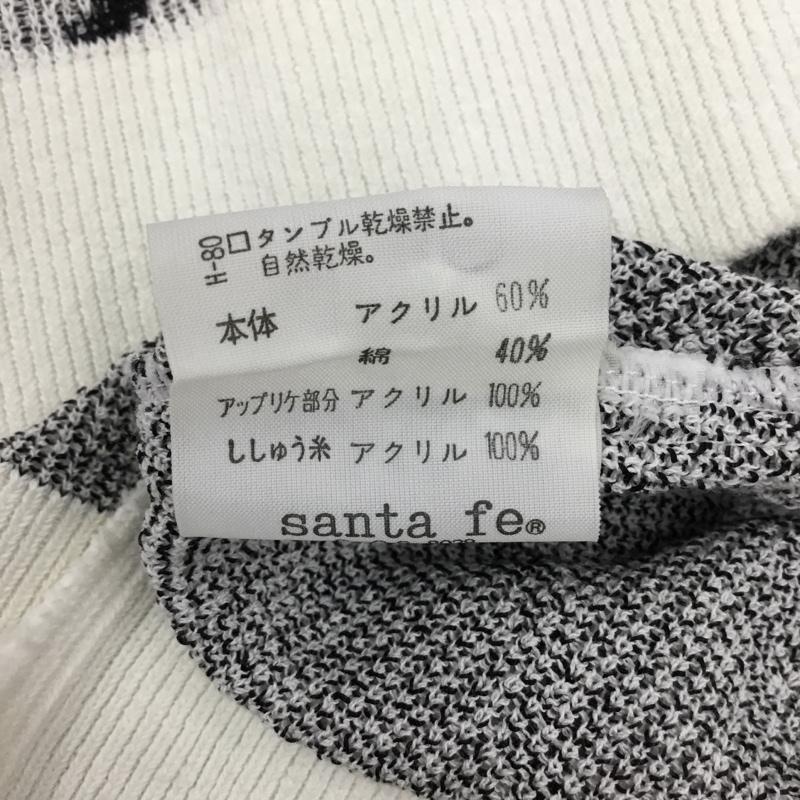 H-80 □ タンブル乾燥禁止。
自然乾燥。
本体 アクリル 60%
綿 40%
アップリケ部分 アクリル 100%
ししゅう糸 アクリル 100%
santa fe®